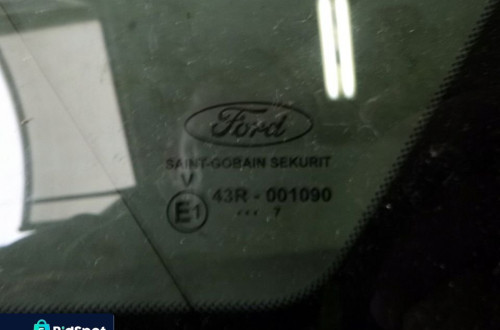 Ford
SAINT-GOBAIN SEKURIT
V
E1
43R - 001090
... 7
BidSpot